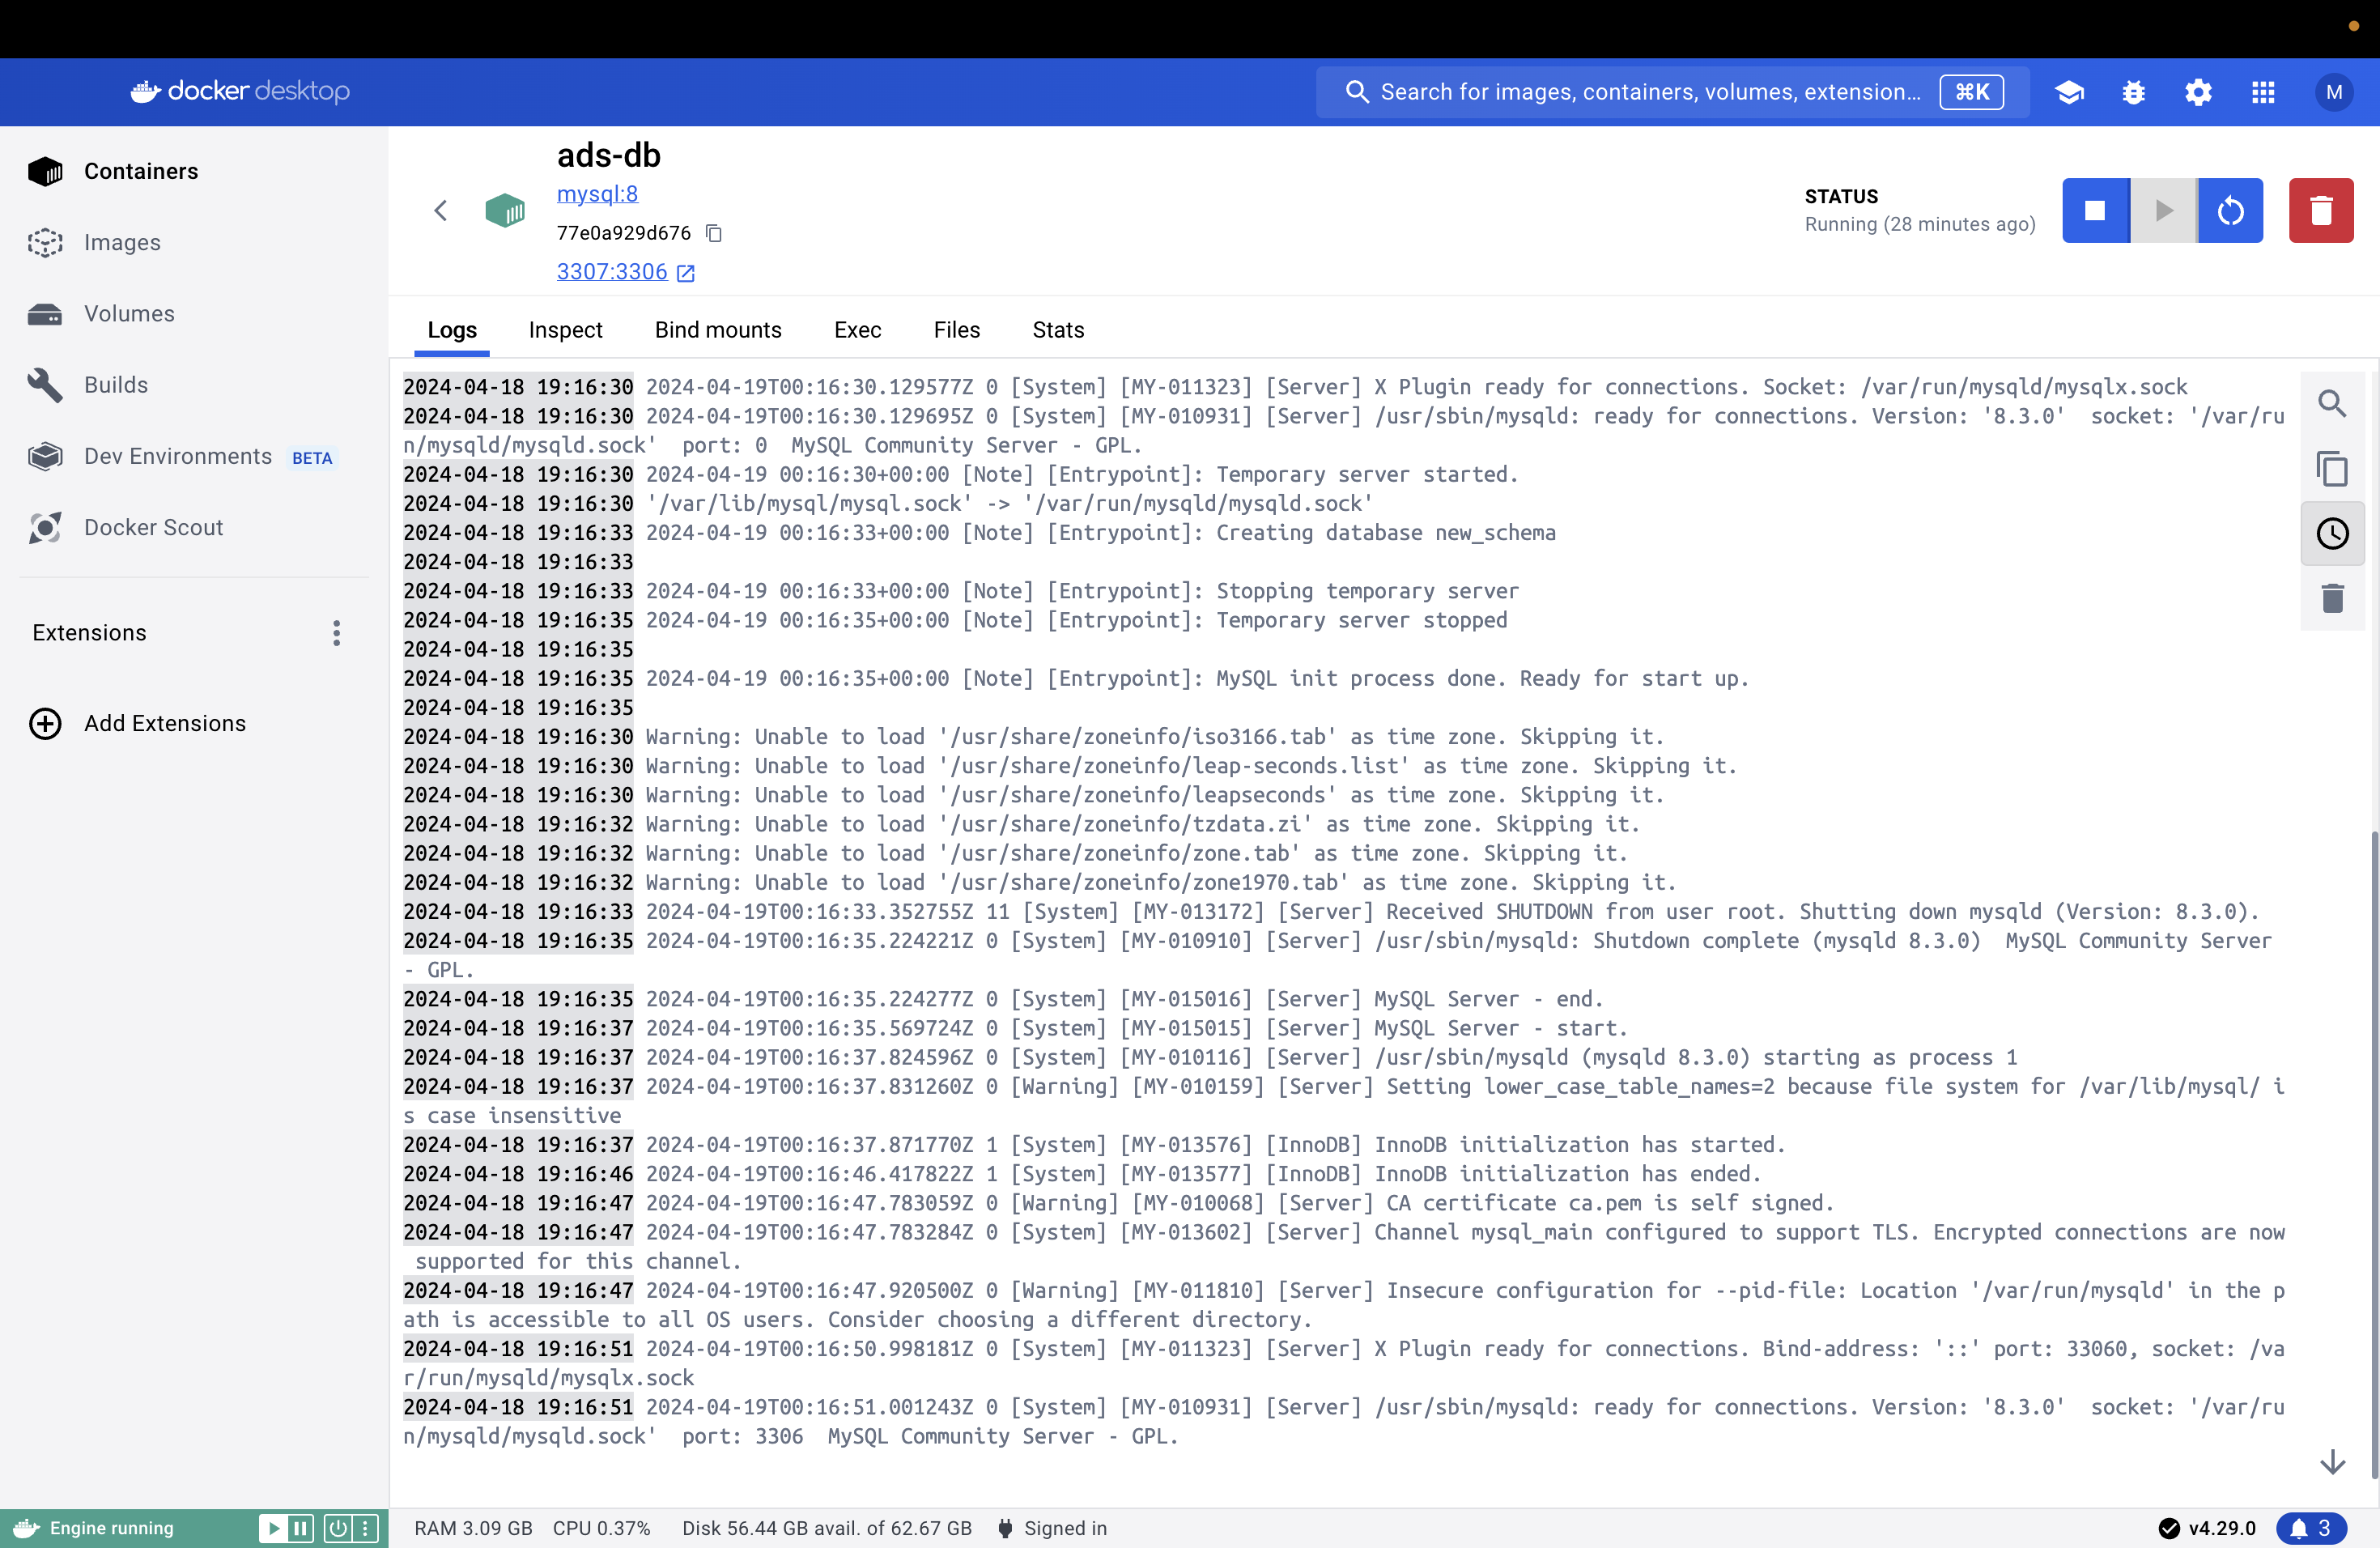 docker desktop
Search for images, containers, volumes, extension...
⌘K
M
Containers
Images
Volumes
Builds
Dev Environments BETA
Docker Scout
Extensions
Add Extensions
ads-db
mysql:8
77e0a929d676
3307:3306
STATUS
Running (28 minutes ago)
Logs
Inspect
Bind mounts
Exec
Files
Stats
2024-04-18 19:16:30 2024-04-19T00:16:30.129577Z 0 [System] [MY-011323] [Server] X Plugin ready for connections. Socket: /var/run/mysqld/mysqlx.sock
2024-04-18 19:16:30 2024-04-19T00:16:30.129695Z 0 [System] [MY-010931] [Server] /usr/sbin/mysqld: ready for connections. Version: '8.3.0'  socket: '/var/ru
n/mysqld/mysqld.sock'  port: 0  MySQL Community Server - GPL.
2024-04-18 19:16:30 2024-04-19 00:16:30+00:00 [Note] [Entrypoint]: Temporary server started.
2024-04-18 19:16:30 '/var/lib/mysql/mysql.sock' -> '/var/run/mysqld/mysqld.sock'
2024-04-18 19:16:33 2024-04-19 00:16:33+00:00 [Note] [Entrypoint]: Creating database new_schema
2024-04-18 19:16:33
2024-04-18 19:16:33 2024-04-19 00:16:33+00:00 [Note] [Entrypoint]: Stopping temporary server
2024-04-18 19:16:35 2024-04-19 00:16:35+00:00 [Note] [Entrypoint]: Temporary server stopped
2024-04-18 19:16:35
2024-04-18 19:16:35 2024-04-19 00:16:35+00:00 [Note] [Entrypoint]: MySQL init process done. Ready for start up.
2024-04-18 19:16:35
2024-04-18 19:16:30 Warning: Unable to load '/usr/share/zoneinfo/iso3166.tab' as time zone. Skipping it.
2024-04-18 19:16:30 Warning: Unable to load '/usr/share/zoneinfo/leap-seconds.list' as time zone. Skipping it.
2024-04-18 19:16:30 Warning: Unable to load '/usr/share/zoneinfo/leapseconds' as time zone. Skipping it.
2024-04-18 19:16:32 Warning: Unable to load '/usr/share/zoneinfo/tzdata.zi' as time zone. Skipping it.
2024-04-18 19:16:32 Warning: Unable to load '/usr/share/zoneinfo/zone.tab' as time zone. Skipping it.
2024-04-18 19:16:32 Warning: Unable to load '/usr/share/zoneinfo/zone1970.tab' as time zone. Skipping it.
2024-04-18 19:16:33 2024-04-19T00:16:33.352755Z 11 [System] [MY-013172] [Server] Received SHUTDOWN from user root. Shutting down mysqld (Version: 8.3.0).
2024-04-18 19:16:35 2024-04-19T00:16:35.224221Z 0 [System] [MY-010910] [Server] /usr/sbin/mysqld: Shutdown complete (mysqld 8.3.0)  MySQL Community Server
- GPL.
2024-04-18 19:16:35 2024-04-19T00:16:35.224277Z 0 [System] [MY-015016] [Server] MySQL Server - end.
2024-04-18 19:16:37 2024-04-19T00:16:35.569724Z 0 [System] [MY-015015] [Server] MySQL Server - start.
2024-04-18 19:16:37 2024-04-19T00:16:37.824596Z 0 [System] [MY-010116] [Server] /usr/sbin/mysqld (mysqld 8.3.0) starting as process 1
2024-04-18 19:16:37 2024-04-19T00:16:37.831260Z 0 [Warning] [MY-010159] [Server] Setting lower_case_table_names=2 because file system for /var/lib/mysql/ i
s case insensitive
2024-04-18 19:16:37 2024-04-19T00:16:37.871770Z 1 [System] [MY-013576] [InnoDB] InnoDB initialization has started.
2024-04-18 19:16:46 2024-04-19T00:16:46.417822Z 1 [System] [MY-013577] [InnoDB] InnoDB initialization has ended.
2024-04-18 19:16:47 2024-04-19T00:16:47.783059Z 0 [Warning] [MY-010068] [Server] CA certificate ca.pem is self signed.
2024-04-18 19:16:47 2024-04-19T00:16:47.783284Z 0 [System] [MY-013602] [Server] Channel mysql_main configured to support TLS. Encrypted connections are now
supported for this channel.
2024-04-18 19:16:47 2024-04-19T00:16:47.920500Z 0 [Warning] [MY-011810] [Server] Insecure configuration for --pid-file: Location '/var/run/mysqld' in the p
ath is accessible to all OS users. Consider choosing a different directory.
2024-04-18 19:16:51 2024-04-19T00:16:50.998181Z 0 [System] [MY-011323] [Server] X Plugin ready for connections. Bind-address: '::' port: 33060, socket: /va
r/run/mysqld/mysqlx.sock
2024-04-18 19:16:51 2024-04-19T00:16:51.001243Z 0 [System] [MY-010931] [Server] /usr/sbin/mysqld: ready for connections. Version: '8.3.0'  socket: '/var/ru
n/mysqld/mysqld.sock'  port: 3306  MySQL Community Server - GPL.
Engine running
RAM 3.09 GB
CPU 0.37%
Disk 56.44 GB avail. of 62.67 GB
Signed in
v4.29.0
3